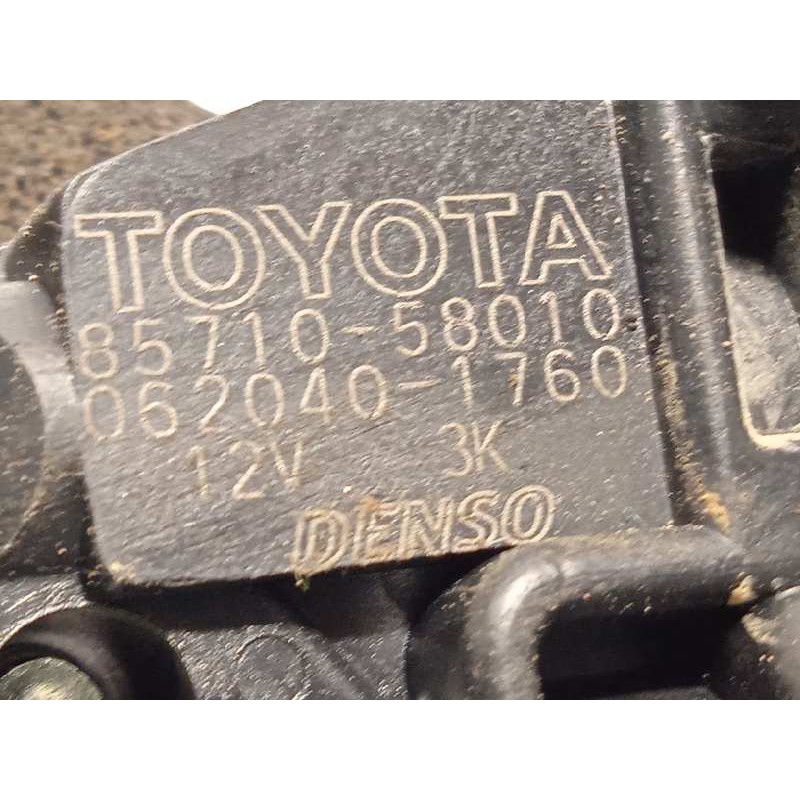 TOYOTA
85710-58010
062040-1760
12V 3K
DENSO